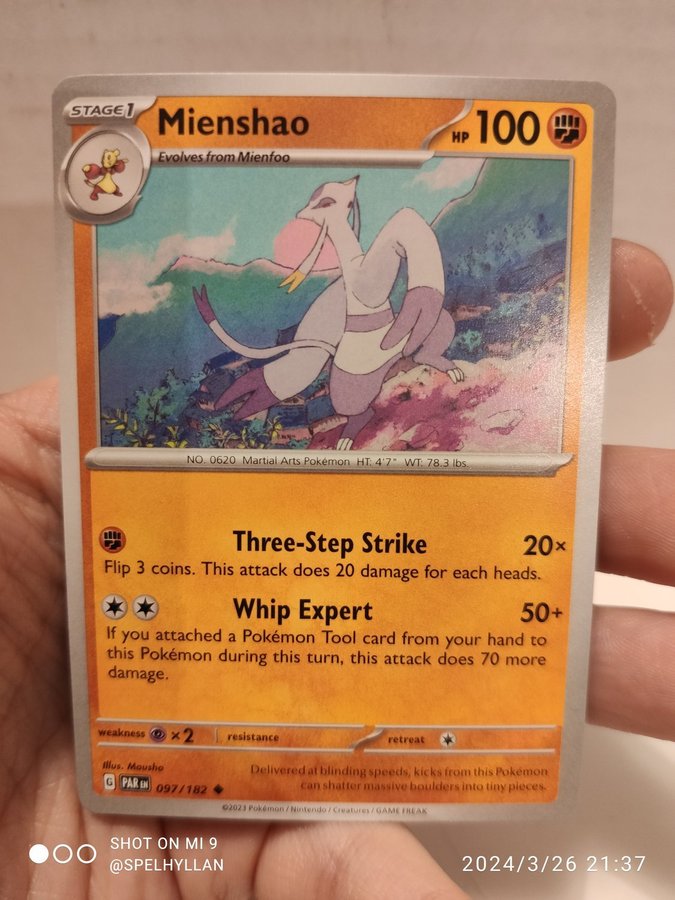 STAGE 1
Mienshao
HP 100
Evolves from Mienfoo
NO. 0620 Martial Arts Pokémon HT: 4'7" WT: 78.3 lbs.
Three-Step Strike 20×
Flip 3 coins. This attack does 20 damage for each heads.
Whip Expert 50+
If you attached a Pokémon Tool card from your hand to
this Pokémon during this turn, this attack does 70 more
damage.
weakness ×2 resistance retreat
Illus. Mousho
G PAR EN 097/182
Delivered at blinding speeds, kicks from this Pokémon
can shatter massive boulders into tiny pieces.
©2023 Pokémon / Nintendo / Creatures / GAME FREAK
SHOT ON MI 9
@SPELHYLLAN
2024/3/26 21:37